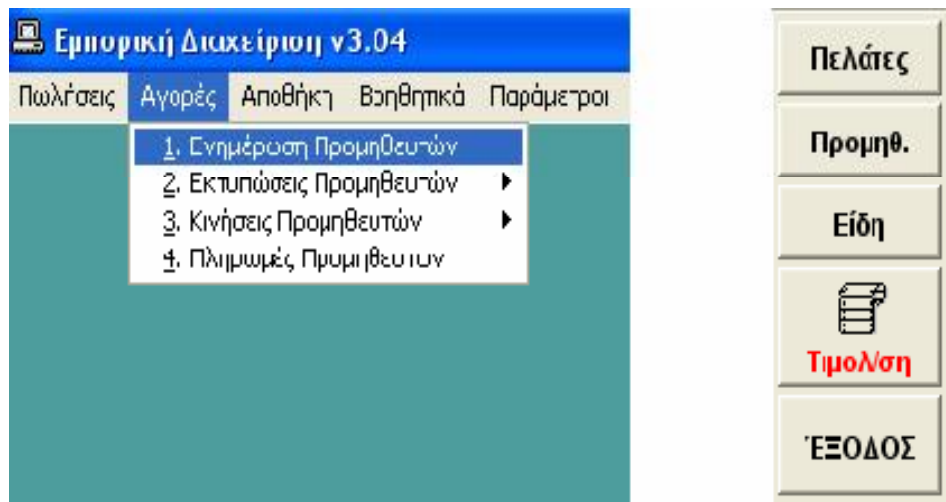 Εμπορική Διαχείριση v3.04
Πωλήσεις Αγορές Αποθήκη Βοηθητικά Παράμετροι
1. Ενημέρωση Προμηθευτών
2. Εκτυπώσεις Προμηθευτών
3. Κινήσεις Προμηθευτών
4. Πληρωμές Προμηθευτών
Πελάτες
Προμηθ.
Είδη
Τιμολ/ση
ΈΞΟΔΟΣ